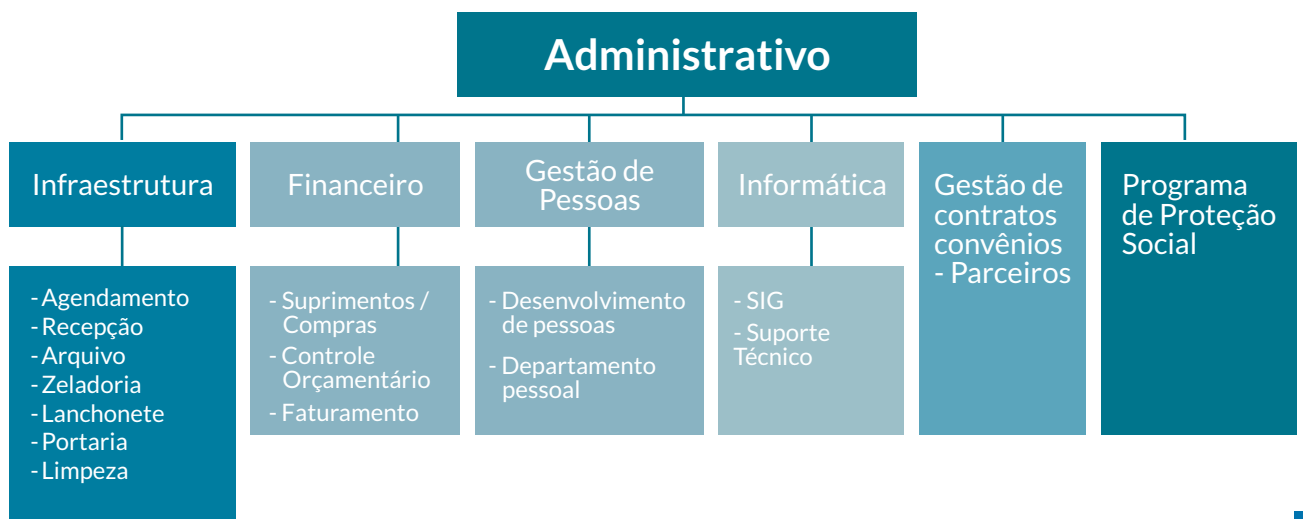 Administrativo
Infraestrutura
- Agendamento
- Recepção
- Arquivo
- Zeladoria
- Lanchonete
- Portaria
- Limpeza
Financeiro
- Suprimentos /
Compras
- Controle
Orçamentário
- Faturamento
Gestão de
Pessoas
- Desenvolvimento
de pessoas
- Departamento
pessoal
Informática
- SIG
- Suporte
Técnico
Gestão de
contratos
convênios
- Parceiros
Programa
de Proteção
Social